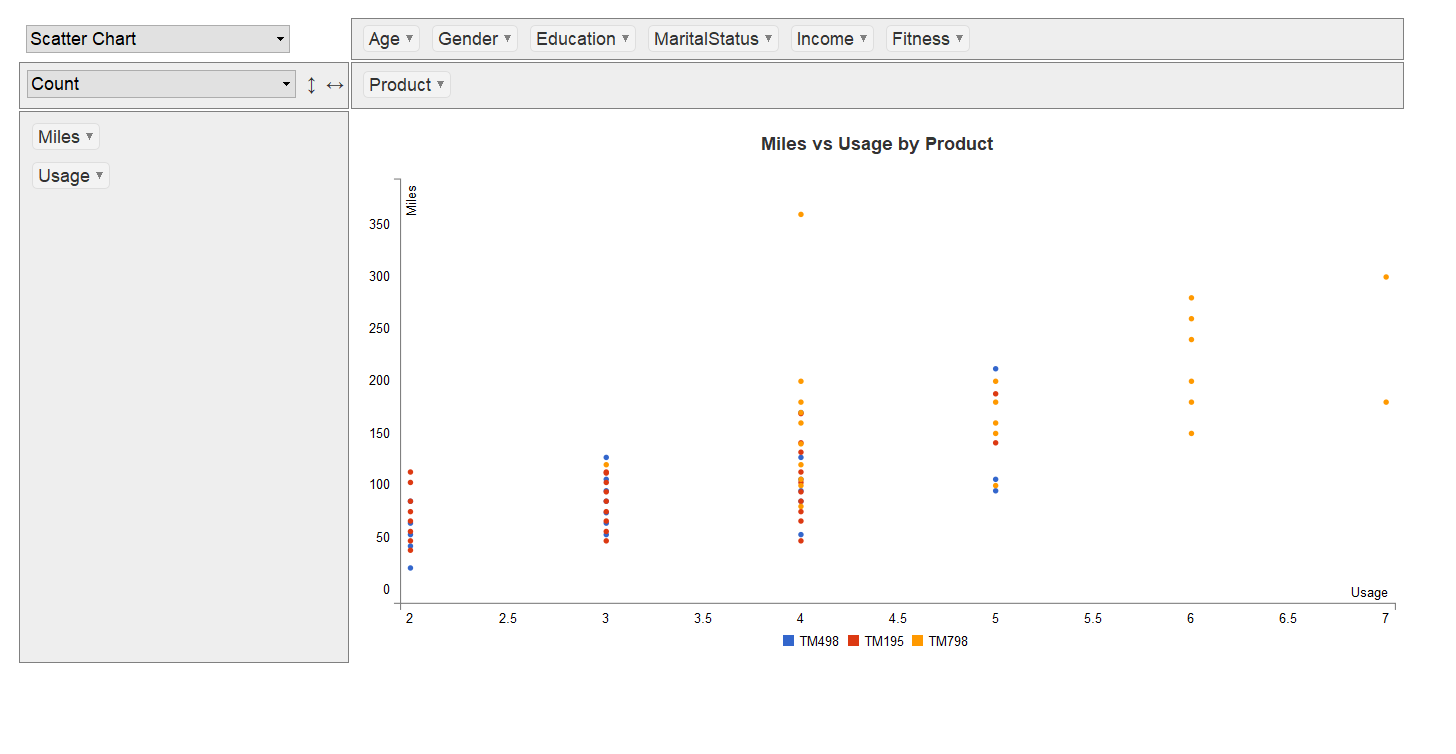 Scatter Chart
Age ▾ Gender ▾ Education ▾ MaritalStatus ▾ Income ▾ Fitness ▾
Count ↕ ↔
Product ▾
Miles ▾
Usage ▾
Miles vs Usage by Product
Miles
350
300
250
200
150
100
50
0
Usage
2 2.5 3 3.5 4 4.5 5 5.5 6 6.5 7
TM498 TM195 TM798